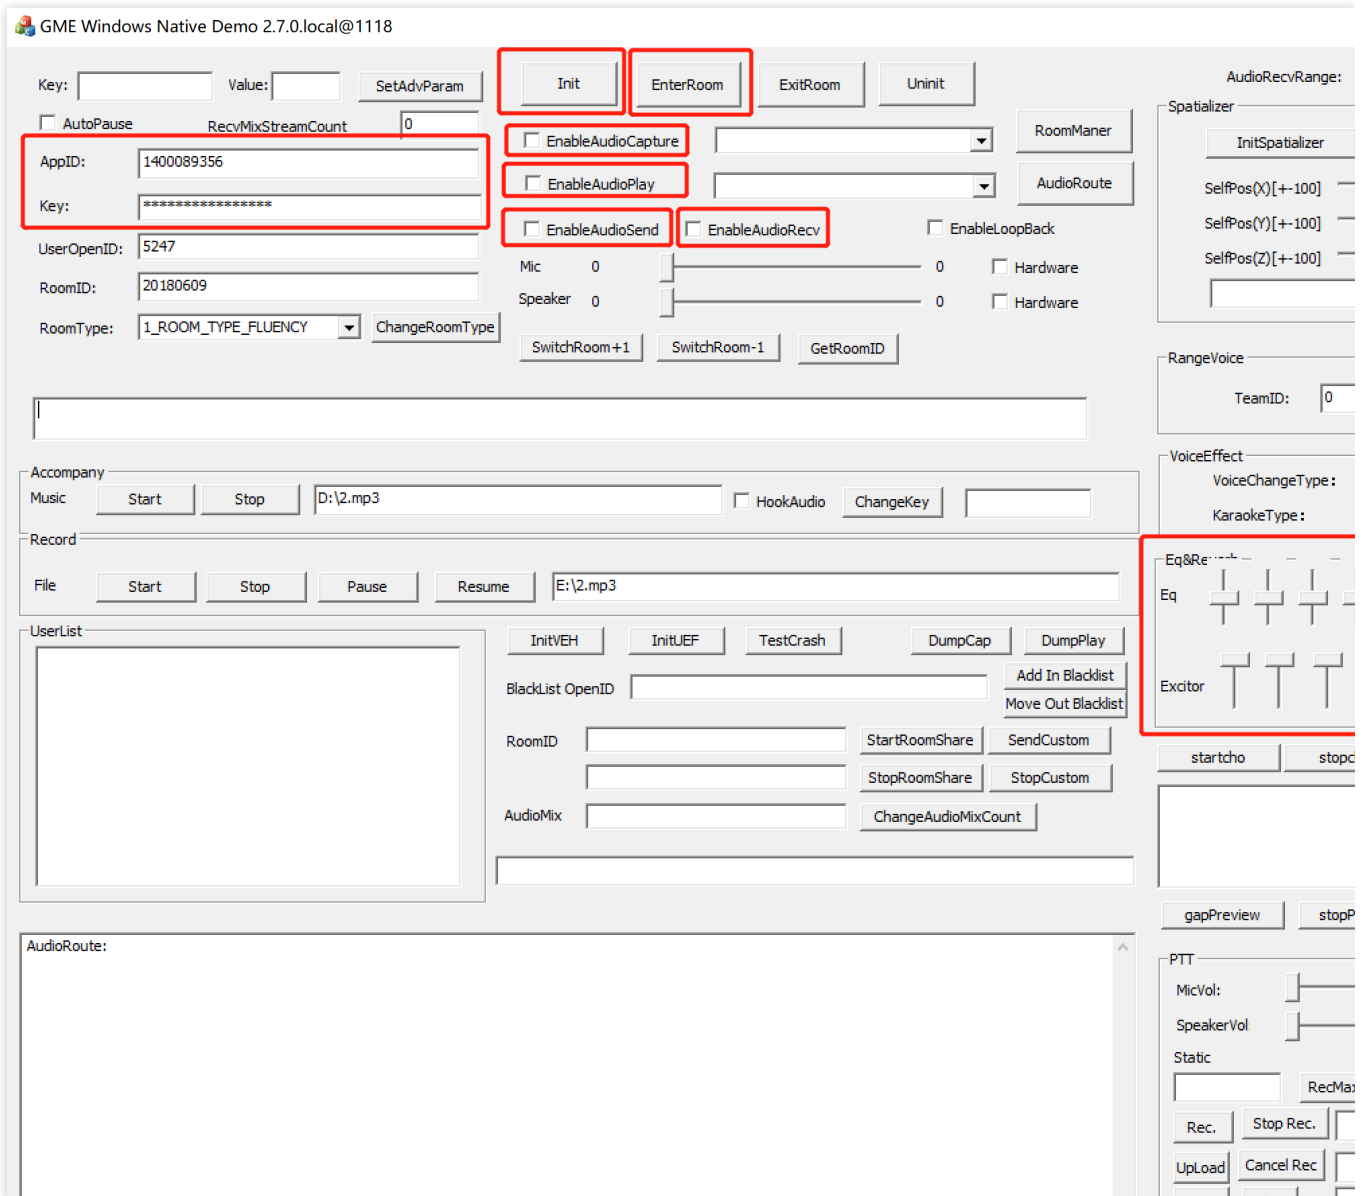 GME Windows Native Demo 2.7.0.local@1118
Key: Value: SetAdvParam Init EnterRoom ExitRoom Uninit AudioRecvRange:
AutoPause RecvMixStreamCount 0 EnableAudioCapture RoomManer Spatializer
InitSpatializer
AppID: 1400089356 EnableAudioPlay AudioRoute SelfPos(X)[+-100]
Key: ****************
UserOpenID: 5247 EnableAudioSend EnableAudioRecv EnableLoopBack SelfPos(Y)[+-100]
RoomID: 20180609 Mic 0 0 Hardware SelfPos(Z)[+-100]
Speaker 0 0 Hardware
RoomType: 1_ROOM_TYPE_FLUENCY ChangeRoomType
SwitchRoom+1 SwitchRoom-1 GetRoomID
RangeVoice
TeamID: 0
Accompany
Music Start Stop D:\2.mp3 HookAudio ChangeKey
VoiceEffect
VoiceChangeType:
KaraokeType:
Record
File Start Stop Pause Resume E:\2.mp3
Eq
Excitor
UserList
InitVEH InitUEF TestCrash DumpCap DumpPlay
BlackList OpenID Add In Blacklist
Move Out Blacklist
RoomID StartRoomShare SendCustom
StopRoomShare StopCustom
AudioMix ChangeAudioMixCount
startcho
gapPreview
AudioRoute:
PTT
MicVol:
SpeakerVol
Static
Rec. Stop Rec.
UpLoad Cancel Rec